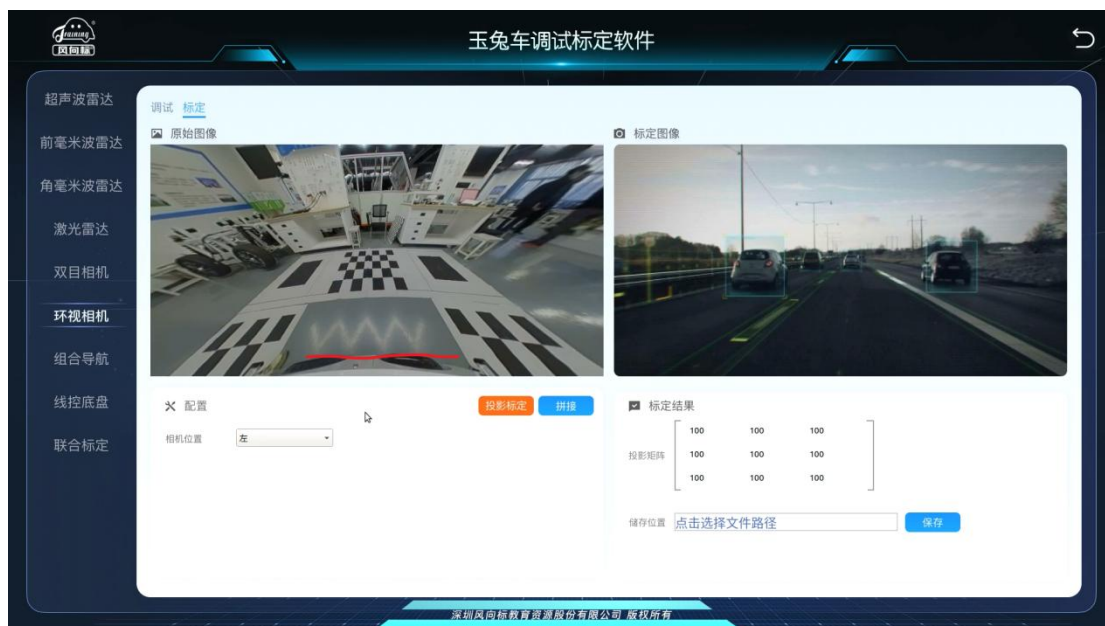 Training
风向标
玉兔车调试标定软件
超声波雷达
前毫米波雷达
角毫米波雷达
激光雷达
双目相机
环视相机
组合导航
线控底盘
联合标定
调试 标定
原始图像
标定图像
配置
投影标定 拼接
相机位置 左
标定结果
投影矩阵
100 100 100
100 100 100
100 100 100
储存位置 点击选择文件路径 保存
深圳风向标教育资源股份有限公司 版权所有